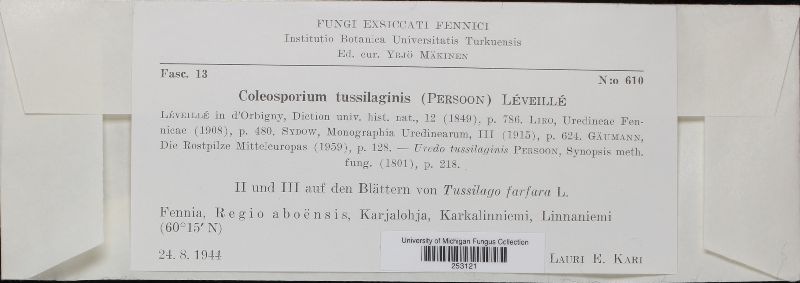 FUNGI EXSICCATI FENNICI
Institutio Botanica Universitatis Turkuensis
Ed. cur. YRJÖ MÄKINEN
Fasc. 13 N:o 610
Coleosporium tussilaginis (PERSOON) LÉVEILLÉ
LÉVEILLÉ in d'Orbigny, Diction univ. hist. nat., 12 (1849), p. 786. LIRO, Uredineae Fen-
nicae (1908), p. 480. SYDOW, Monographia Uredinearum, III (1915), p. 624. GÄUMANN,
Die Rostpilze Mitteleuropas (1959), p. 128. — Uredo tussilaginis PERSOON, Synopsis meth.
fung. (1801), p. 218.
II und III auf den Blättern von Tussilago farfara L.
Fennia, Regio aboënsis, Karjalohja, Karkalinniemi, Linnaniemi
(60°15′ N)
24. 8. 1944 LAURI E. KARI
University of Michigan Fungus Collection
253121